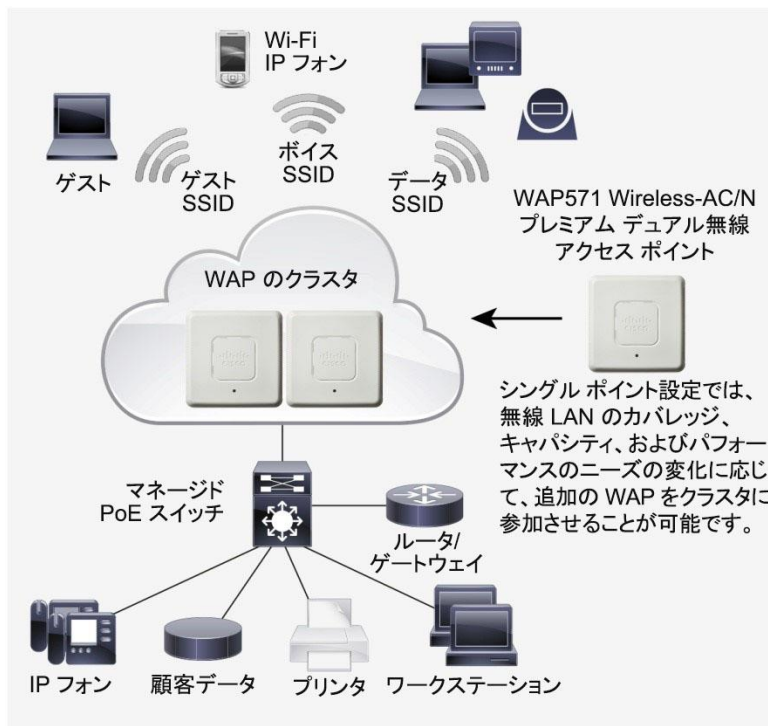 Wi-Fi
IP フォン
ゲスト
ゲスト
SSID
ボイス
SSID
データ
SSID
WAP571 Wireless-AC/N
プレミアム デュアル無線
アクセス ポイント
WAP のクラスタ
シングル ポイント設定では、
無線 LAN のカバレッジ、
キャパシティ、およびパフォー
マンスのニーズの変化に応じ
て、追加の WAP をクラスタに
参加させることが可能です。
マネージド
PoE スイッチ
ルータ/
ゲートウェイ
IP フォン
顧客データ
プリンタ
ワークステーション